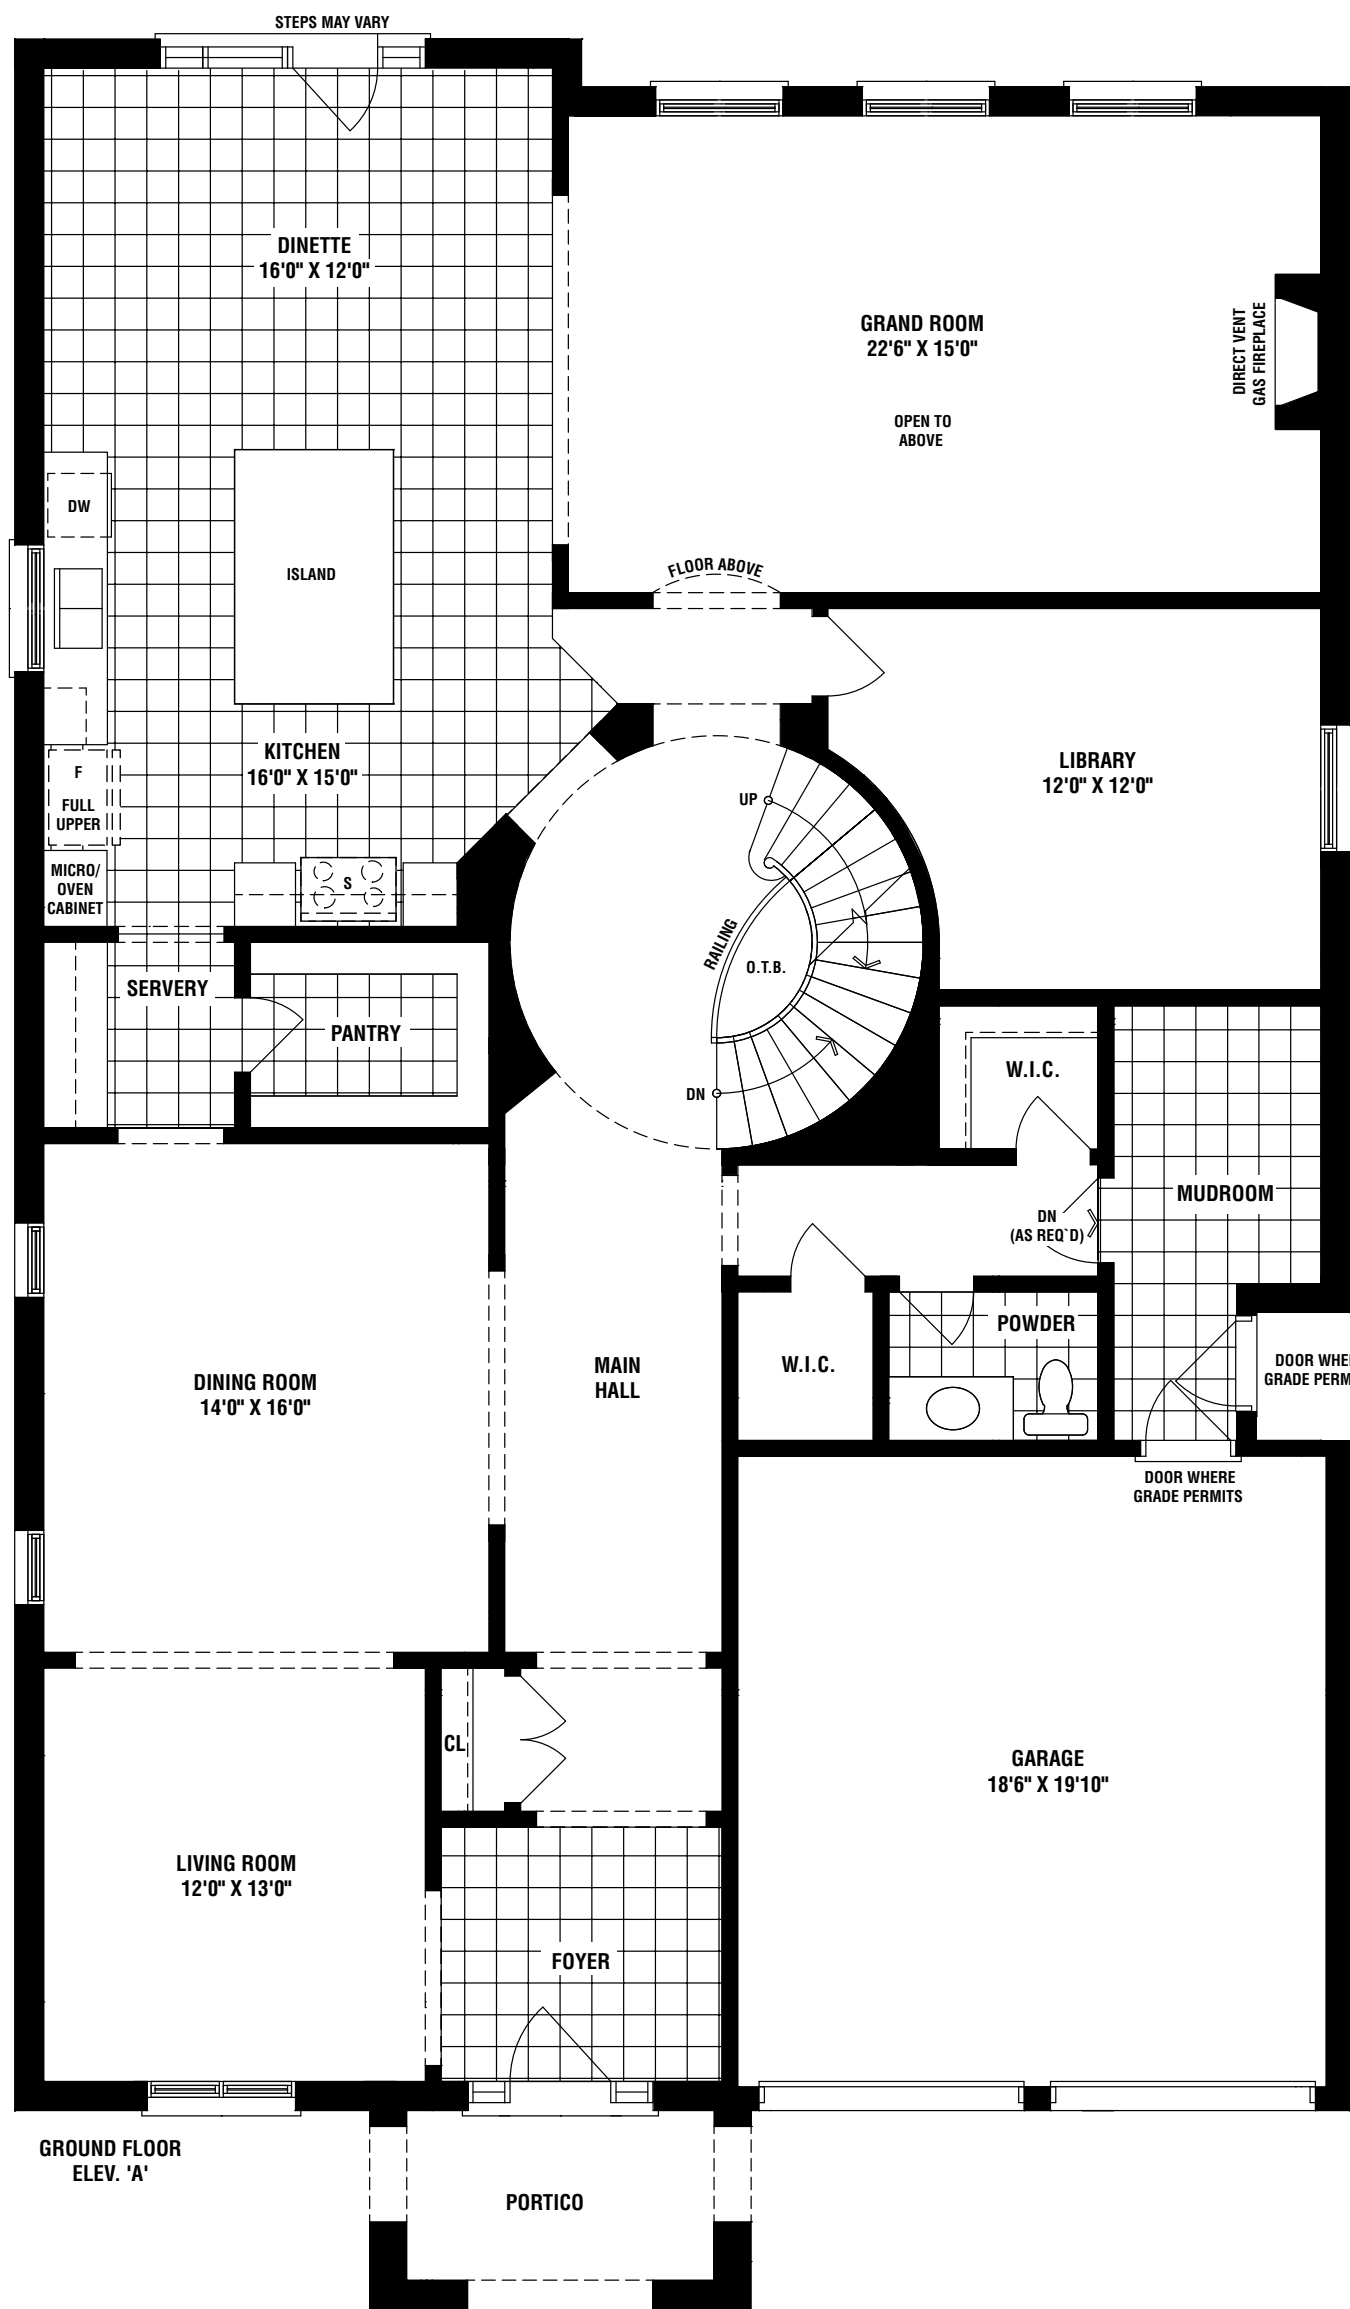 STEPS MAY VARY
DINETTE
16'0" X 12'0"
GRAND ROOM
22'6" X 15'0"
OPEN TO
ABOVE
DIRECT VENT
GAS FIREPLACE
DW
ISLAND
FLOOR ABOVE
KITCHEN
16'0" X 15'0"
F
FULL
UPPER
MICRO/
OVEN
CABINET
S
UP
RAILING
O.T.B.
DN
LIBRARY
12'0" X 12'0"
SERVERY
PANTRY
W.I.C.
MUDROOM
DN
(AS REQ`D)
POWDER
W.I.C.
DOOR WHE
GRADE PERM
DINING ROOM
14'0" X 16'0"
MAIN
HALL
DOOR WHERE
GRADE PERMITS
CL
GARAGE
18'6" X 19'10"
LIVING ROOM
12'0" X 13'0"
FOYER
GROUND FLOOR
ELEV. 'A'
PORTICO